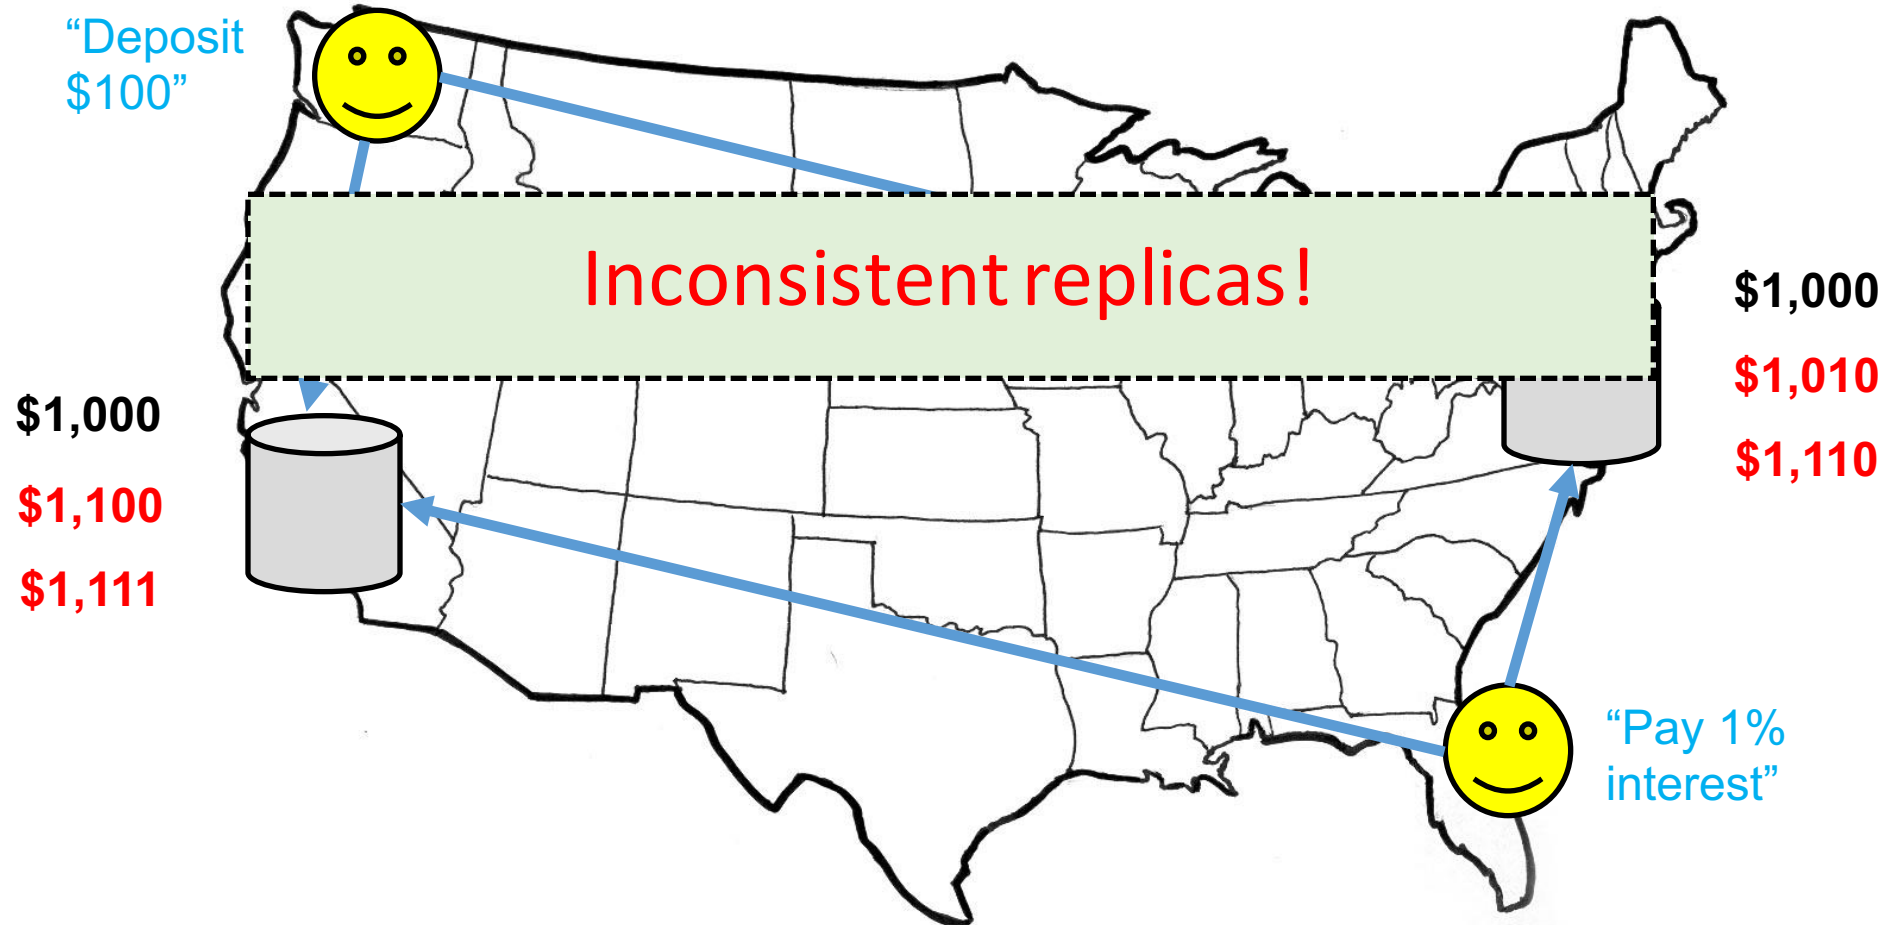 “Deposit
$100”
Inconsistent replicas!
$1,000
$1,010
$1,110
$1,000
$1,100
$1,111
“Pay 1%
interest”